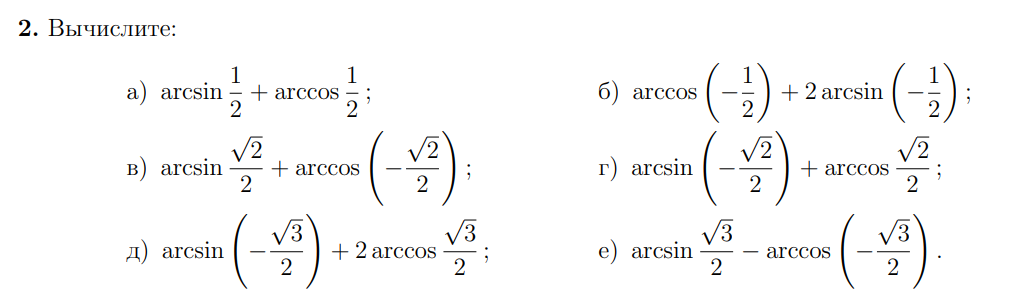 2. Вычислите:
а) arcsin 1/2 + arccos 1/2 ; б) arccos (−1/2) + 2 arcsin (−1/2) ;
в) arcsin √2/2 + arccos (−√2/2) ; г) arcsin (−√2/2) + arccos √2/2 ;
д) arcsin (−√3/2) + 2 arccos √3/2 ; е) arcsin √3/2 − arccos (−√3/2) .